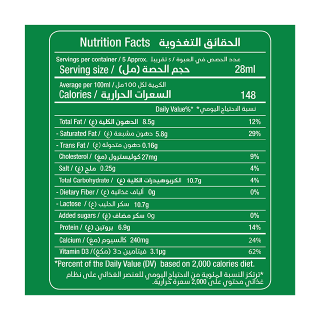 Nutrition Facts الحقائق التغذوية
Servings per container / 5 Approx. عدد الحصص في العبوة / ٥ تقريبًا
Serving size / حجم الحصة (مل) 28ml
Average per 100ml / الكمية لكل 100مل
Calories / السعرات الحرارية 148
Daily Value%* نسبة الاحتياج اليومي*
Total Fat / الدهون الكلية (غ) 8.5g 12%
- Saturated Fat / دهون مشبعة (غ) 5.8g 29%
- Trans Fat / دهون متحولة (غ) 0.16g
Cholesterol / كوليسترول (مغ) 27mg 9%
Salt / ملح (غ) 0.25g 4%
Total Carbohydrate / الكربوهيدرات الكلية (غ) 10.7g 4%
- Dietary Fiber / ألياف غذائية (غ) 0g 0%
- Lactose / سكر الحليب (غ) 10.7g
Added sugars / سكر مضاف (غ) 0g 0%
Protein / بروتين (غ) 6.9g 14%
Calcium / كالسيوم (مغ) 240mg 24%
Vitamin D3 / فيتامين د3 (مكغ) 3.1µg 62%
*Percent of the Daily Value (DV) based on 2,000 calories diet.
*ترتكز النسبة المئوية من الاحتياج اليومي للعنصر الغذائي على نظام
غذائي محتوي على 2,000 سعرة حرارية.